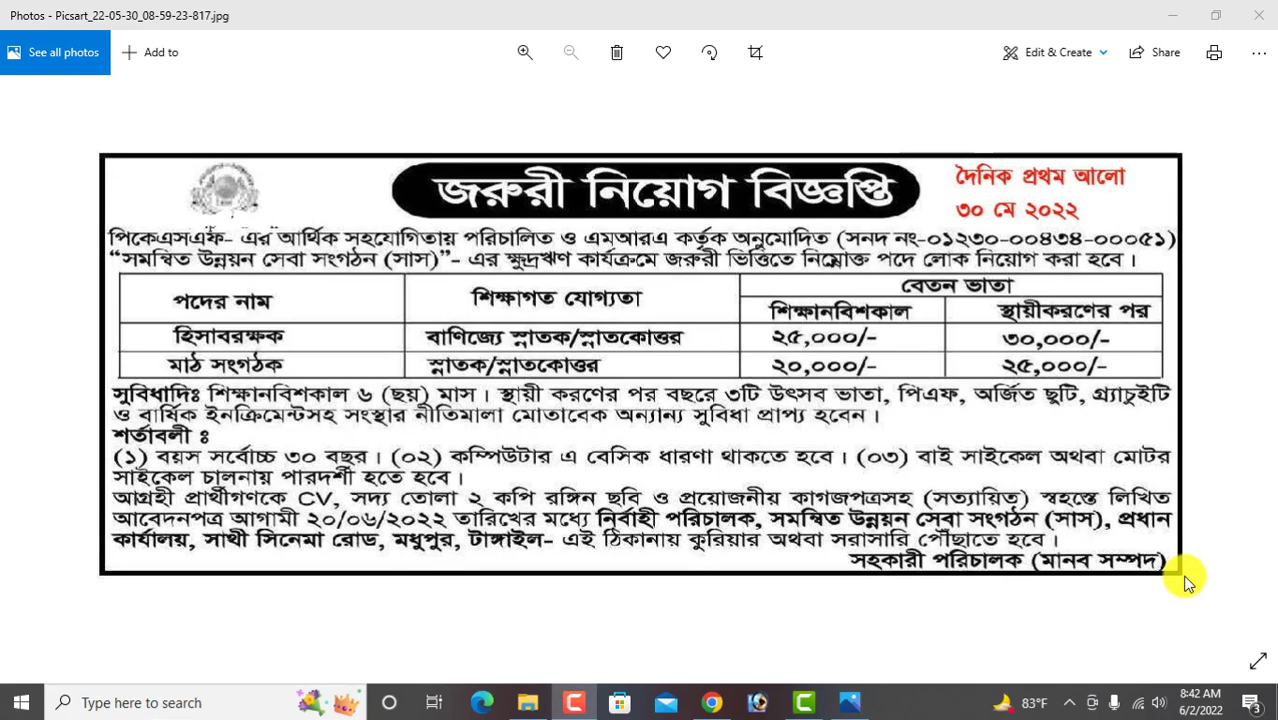 Photos - Picsart_22-05-30_08-59-23-817.jpg
See all photos
Add to
Edit & Create
Share
জরুরী নিয়োগ বিজ্ঞপ্তি
দৈনিক প্রথম আলো
৩০ মে ২০২২
পিকেএসএফ- এর আর্থিক সহযোগিতায় পরিচালিত ও এমআরএ কর্তৃক অনুমোদিত (সনদ নং-০১২৩০-০০৪৩৪-০০০৫১)
“সমন্বিত উন্নয়ন সেবা সংগঠন (সাস)”- এর ক্ষুদ্রঋণ কার্যক্রমে জরুরী ভিত্তিতে নিম্নোক্ত পদে লোক নিয়োগ করা হবে।
পদের নাম
শিক্ষাগত যোগ্যতা
বেতন ভাতা
শিক্ষানবিশকাল
স্থায়ীকরণের পর
হিসাবরক্ষক
বাণিজ্যে স্নাতক/স্নাতকোত্তর
২৫,০০০/-
৩০,০০০/-
মাঠ সংগঠক
স্নাতক/স্নাতকোত্তর
২০,০০০/-
২৫,০০০/-
সুবিধাদিঃ শিক্ষানবিশকাল ৬ (ছয়) মাস। স্থায়ী করণের পর বছরে ৩টি উৎসব ভাতা, পিএফ, অর্জিত ছুটি, গ্র্যাচুইটি
ও বার্ষিক ইনক্রিমেন্টসহ সংস্থার নীতিমালা মোতাবেক অন্যান্য সুবিধা প্রাপ্য হবেন।
শর্তাবলী ঃ
(১) বয়স সর্বোচ্চ ৩০ বছর। (০২) কম্পিউটার এ বেসিক ধারণা থাকতে হবে। (০৩) বাই সাইকেল অথবা মোটর
সাইকেল চালনায় পারদর্শী হতে হবে।
আগ্রহী প্রার্থীগণকে CV, সদ্য তোলা ২ কপি রঙ্গিন ছবি ও প্রয়োজনীয় কাগজপত্রসহ (সত্যায়িত) স্বহস্তে লিখিত
আবেদনপত্র আগামী ২০/০৬/২০২২ তারিখের মধ্যে নির্বাহী পরিচালক, সমন্বিত উন্নয়ন সেবা সংগঠন (সাস), প্রধান
কার্যালয়, সাথী সিনেমা রোড, মধুপুর, টাঙ্গাইল- এই ঠিকানায় কুরিয়ার অথবা সরাসরি পৌঁছাতে হবে।
সহকারী পরিচালক (মানব সম্পদ)
Type here to search
83°F
8:42 AM
6/2/2022
3